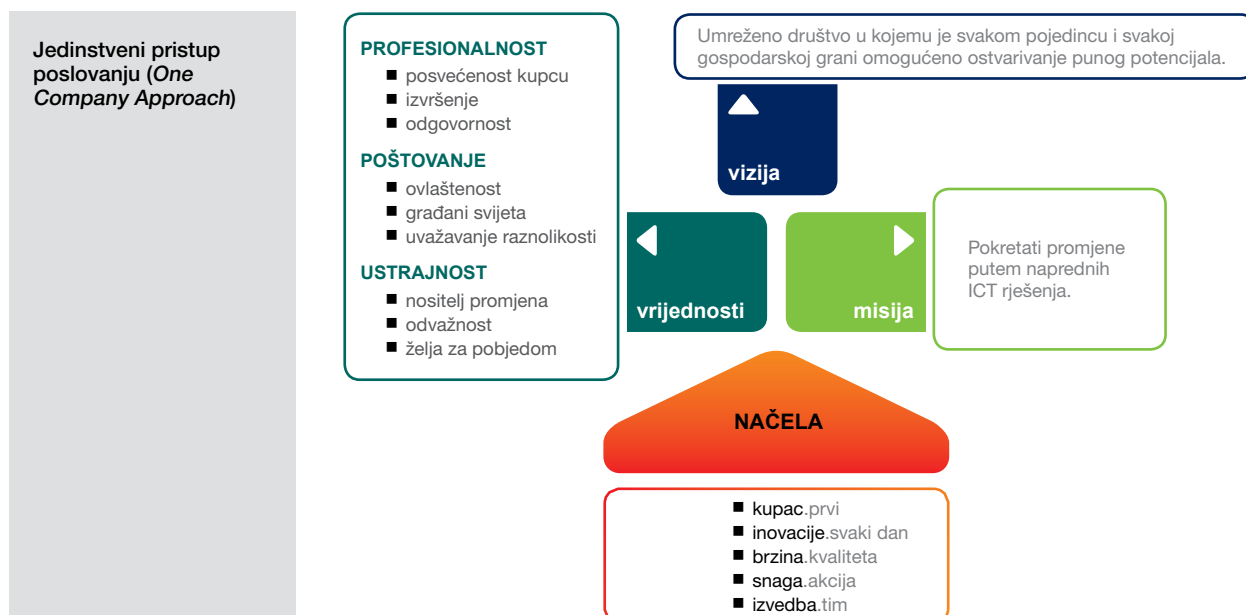 Jedinstveni pristup
poslovanju (One
Company Approach)
PROFESIONALNOST
■ posvećenost kupcu
■ izvršenje
■ odgovornost
POŠTOVANJE
■ ovlaštenost
■ građani svijeta
■ uvažavanje raznolikosti
USTRAJNOST
■ nositelj promjena
■ odvažnost
■ želja za pobjedom
Umreženo društvo u kojemu je svakom pojedincu i svakoj
gospodarskoj grani omogućeno ostvarivanje punog potencijala.
vizija
vrijednosti
misija
Pokretati promjene
putem naprednih
ICT rješenja.
NAČELA
■ kupac.prvi
■ inovacije.svaki dan
■ brzina.kvaliteta
■ snaga.akcija
■ izvedba.tim